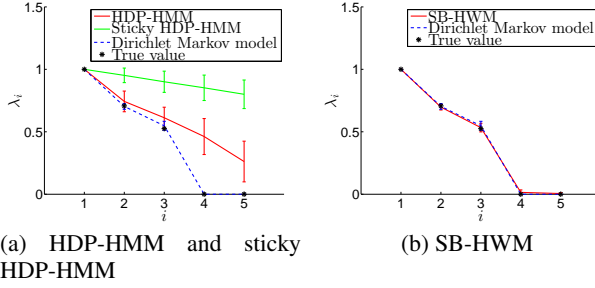 1.5
HDP-HMM
Sticky HDP-HMM
Dirichlet Markov model
True value
1
λi
0.5
0
1 2 3 4 5
i
(a) HDP-HMM and sticky
HDP-HMM
1.5
SB-HWM
Dirichlet Markov model
True value
1
λi
0.5
0
1 2 3 4 5
i
(b) SB-HWM